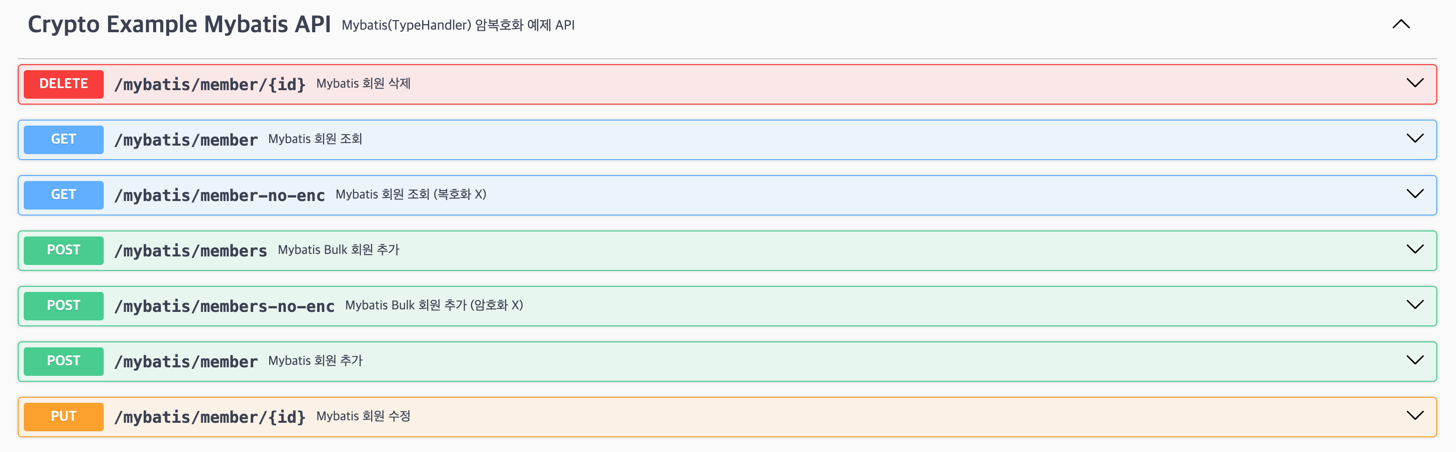 Crypto Example Mybatis API Mybatis(TypeHandler) 암복호화 예제 API
DELETE /mybatis/member/{id} Mybatis 회원 삭제
GET /mybatis/member Mybatis 회원 조회
GET /mybatis/member-no-enc Mybatis 회원 조회 (복호화 X)
POST /mybatis/members Mybatis Bulk 회원 추가
POST /mybatis/members-no-enc Mybatis Bulk 회원 추가 (암호화 X)
POST /mybatis/member Mybatis 회원 추가
PUT /mybatis/member/{id} Mybatis 회원 수정